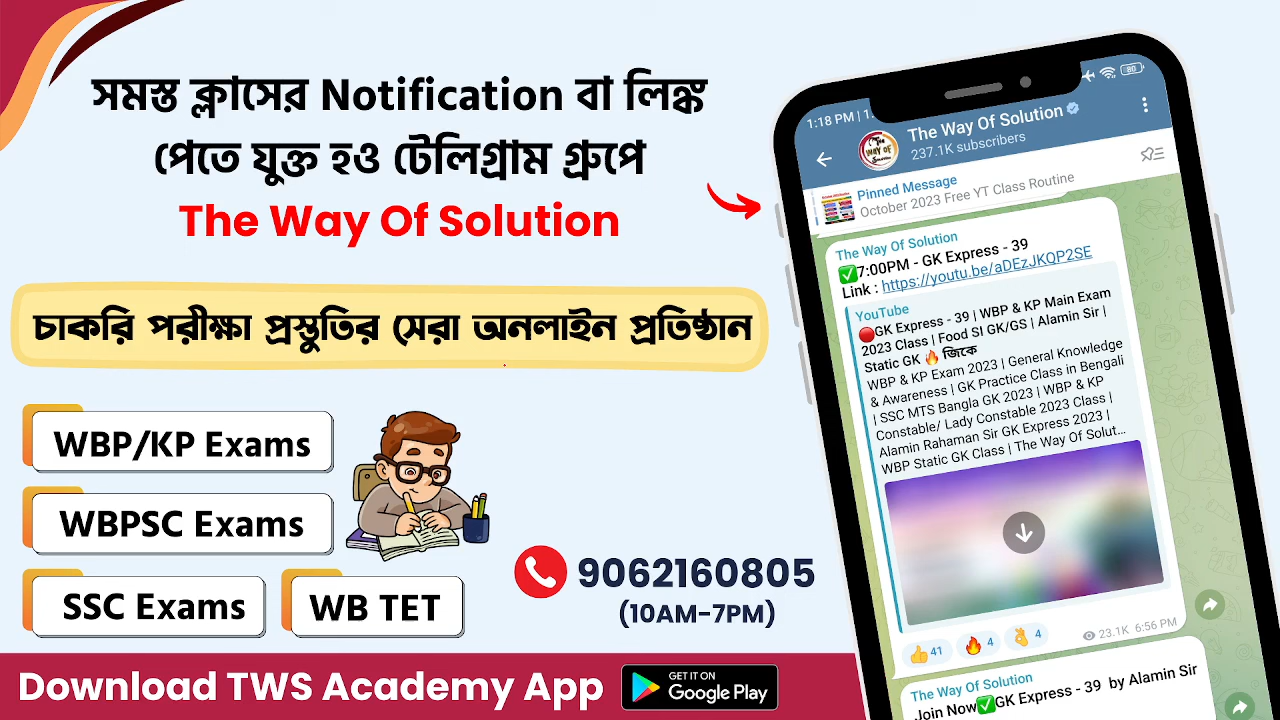 সমস্ত ক্লাসের Notification বা লিঙ্ক
পেতে যুক্ত হও টেলিগ্রাম গ্রুপে
The Way Of Solution
চাকরি পরীক্ষা প্রস্তুতির সেরা অনলাইন প্রতিষ্ঠান
WBP/KP Exams
WBPSC Exams
SSC Exams
WB TET
9062160805
(10AM-7PM)
Download TWS Academy App
GET IT ON
Google Play
1:18 PM | 1.
80
The Way Of Solution
237.1K subscribers
Pinned Message
October 2023 Free YT Class Routine
The Way Of Solution
✅7:00PM - GK Express - 39
Link : https://youtu.be/aDEzJKQP2SE
YouTube
🔴GK Express - 39 | WBP & KP Main Exam
2023 Class | Food SI GK/GS | Alamin Sir |
Static GK 🔥 জিকে
WBP & KP Exam 2023 | General Knowledge
& Awareness | GK Practice Class in Bengali
| SSC MTS Bangla GK 2023 | WBP & KP
Constable/ Lady Constable 2023 Class |
Alamin Rahaman Sir GK Express 2023 |
WBP Static GK Class | The Way Of Solut...
👍41 🔥 4 👌 4
23.1K 6:56 PM
The Way Of Solution
Join Now✅GK Express - 39 by Alamin Sir